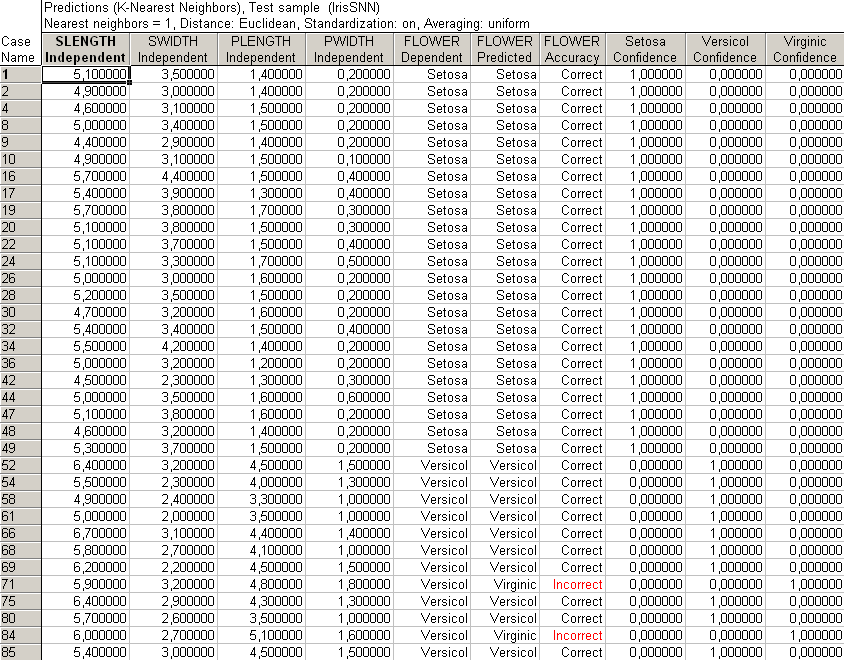 Predictions (K-Nearest Neighbors), Test sample (IrisSNN)
Nearest neighbors = 1, Distance: Euclidean, Standardization: on, Averaging: uniform
Case SLENGTH SWIDTH PLENGTH PWIDTH FLOWER FLOWER FLOWER Setosa Versicol Virginic
Name Independent Independent Independent Independent Dependent Predicted Accuracy Confidence Confidence Confidence
1 5,100000 3,500000 1,400000 0,200000 Setosa Setosa Correct 1,000000 0,000000 0,000000
2 4,900000 3,000000 1,400000 0,200000 Setosa Setosa Correct 1,000000 0,000000 0,000000
4 4,600000 3,100000 1,500000 0,200000 Setosa Setosa Correct 1,000000 0,000000 0,000000
8 5,000000 3,400000 1,500000 0,200000 Setosa Setosa Correct 1,000000 0,000000 0,000000
9 4,400000 2,900000 1,400000 0,200000 Setosa Setosa Correct 1,000000 0,000000 0,000000
10 4,900000 3,100000 1,500000 0,100000 Setosa Setosa Correct 1,000000 0,000000 0,000000
16 5,700000 4,400000 1,500000 0,400000 Setosa Setosa Correct 1,000000 0,000000 0,000000
17 5,400000 3,900000 1,300000 0,400000 Setosa Setosa Correct 1,000000 0,000000 0,000000
19 5,700000 3,800000 1,700000 0,300000 Setosa Setosa Correct 1,000000 0,000000 0,000000
20 5,100000 3,800000 1,500000 0,300000 Setosa Setosa Correct 1,000000 0,000000 0,000000
22 5,100000 3,700000 1,500000 0,400000 Setosa Setosa Correct 1,000000 0,000000 0,000000
24 5,100000 3,300000 1,700000 0,500000 Setosa Setosa Correct 1,000000 0,000000 0,000000
26 5,000000 3,000000 1,600000 0,200000 Setosa Setosa Correct 1,000000 0,000000 0,000000
28 5,200000 3,500000 1,500000 0,200000 Setosa Setosa Correct 1,000000 0,000000 0,000000
30 4,700000 3,200000 1,600000 0,200000 Setosa Setosa Correct 1,000000 0,000000 0,000000
32 5,400000 3,400000 1,500000 0,400000 Setosa Setosa Correct 1,000000 0,000000 0,000000
34 5,500000 4,200000 1,400000 0,200000 Setosa Setosa Correct 1,000000 0,000000 0,000000
36 5,000000 3,200000 1,200000 0,200000 Setosa Setosa Correct 1,000000 0,000000 0,000000
42 4,500000 2,300000 1,300000 0,300000 Setosa Setosa Correct 1,000000 0,000000 0,000000
44 5,000000 3,500000 1,600000 0,600000 Setosa Setosa Correct 1,000000 0,000000 0,000000
47 5,100000 3,800000 1,600000 0,200000 Setosa Setosa Correct 1,000000 0,000000 0,000000
48 4,600000 3,200000 1,400000 0,200000 Setosa Setosa Correct 1,000000 0,000000 0,000000
49 5,300000 3,700000 1,500000 0,200000 Setosa Setosa Correct 1,000000 0,000000 0,000000
52 6,400000 3,200000 4,500000 1,500000 Versicol Versicol Correct 0,000000 1,000000 0,000000
54 5,500000 2,300000 4,000000 1,300000 Versicol Versicol Correct 0,000000 1,000000 0,000000
58 4,900000 2,400000 3,300000 1,000000 Versicol Versicol Correct 0,000000 1,000000 0,000000
61 5,000000 2,000000 3,500000 1,000000 Versicol Versicol Correct 0,000000 1,000000 0,000000
66 6,700000 3,100000 4,400000 1,400000 Versicol Versicol Correct 0,000000 1,000000 0,000000
68 5,800000 2,700000 4,100000 1,000000 Versicol Versicol Correct 0,000000 1,000000 0,000000
69 6,200000 2,200000 4,500000 1,500000 Versicol Versicol Correct 0,000000 1,000000 0,000000
71 5,900000 3,200000 4,800000 1,800000 Versicol Virginic Incorrect 0,000000 0,000000 1,000000
75 6,400000 2,900000 4,300000 1,300000 Versicol Versicol Correct 0,000000 1,000000 0,000000
80 5,700000 2,600000 3,500000 1,000000 Versicol Versicol Correct 0,000000 1,000000 0,000000
84 6,000000 2,700000 5,100000 1,600000 Versicol Virginic Incorrect 0,000000 0,000000 1,000000
85 5,400000 3,000000 4,500000 1,500000 Versicol Versicol Correct 0,000000 1,000000 0,000000